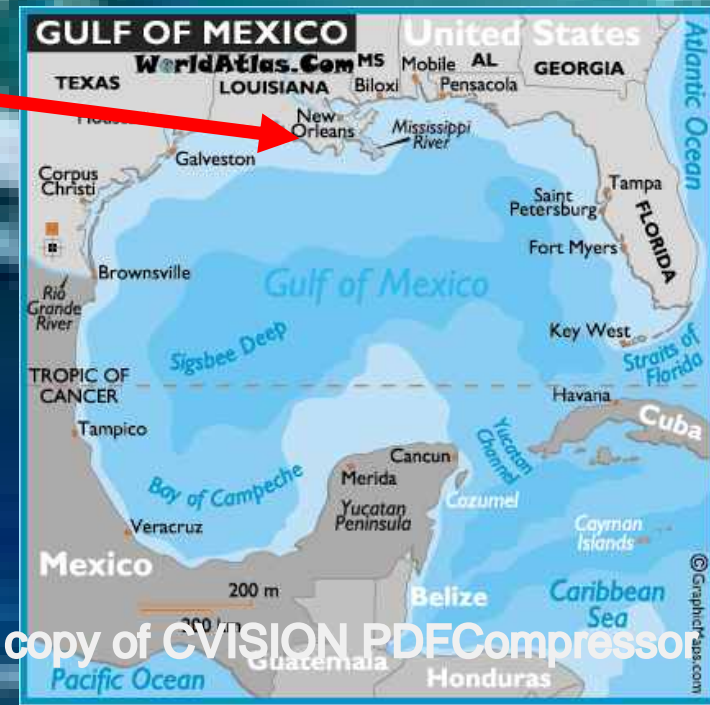 GULF OF MEXICO
United States
WorldAtlas.Com
MS
Mobile
AL
GEORGIA
TEXAS
LOUISIANA
Biloxi
Pensacola
Atlantic Ocean
New
Orleans
Mississippi
River
Galveston
Corpus
Christi
Tampa
Saint
Petersburg
FLORIDA
Fort Myers
Brownsville
Gulf of Mexico
Rio
Grande
River
Key West
Sigsbee Deep
Straits of
Florida
TROPIC OF
CANCER
Havana
Cuba
Tampico
Yucatan
Channel
Cancun
Merida
Bay of Campeche
Cozumel
Yucatan
Peninsula
Veracruz
Cayman
Islands
Mexico
200 m
Belize
Caribbean
Sea
©GraphicMaps.com
copy of CVISION PDFCompressor
Guatemala
Honduras
Pacific Ocean